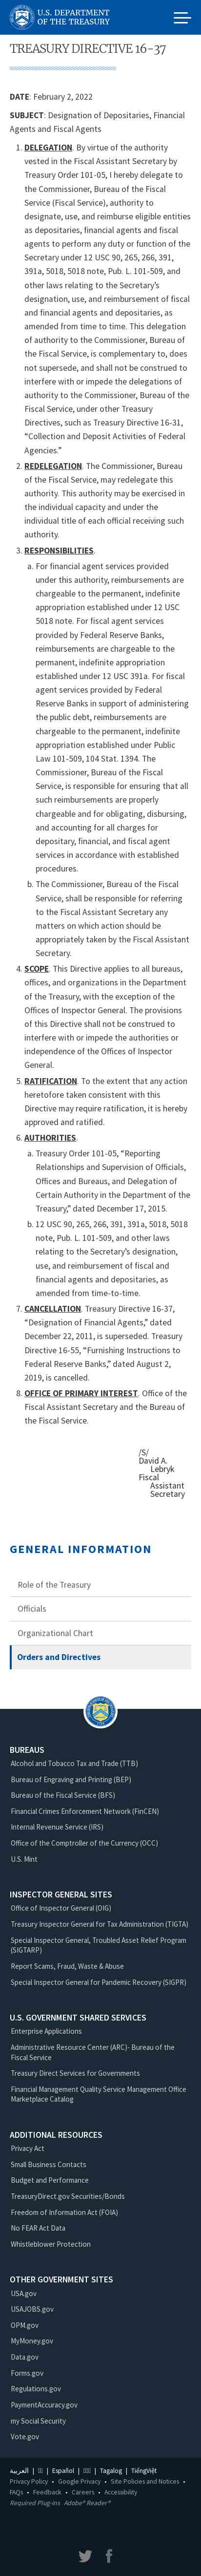 U.S. DEPARTMENT
OF THE TREASURY
TREASURY DIRECTIVE 16-37
DATE: February 2, 2022
SUBJECT: Designation of Depositaries, Financial
Agents and Fiscal Agents
1. DELEGATION. By virtue of the authority
vested in the Fiscal Assistant Secretary by
Treasury Order 101-05, I hereby delegate to
the Commissioner, Bureau of the Fiscal
Service (Fiscal Service), authority to
designate, use, and reimburse eligible entities
as depositaries, financial agents and fiscal
agents to perform any duty or function of the
Secretary under 12 USC 90, 265, 266, 391,
391a, 5018, 5018 note, Pub. L. 101-509, and
other laws relating to the Secretary’s
designation, use, and reimbursement of fiscal
and financial agents and depositaries, as
amended from time to time. This delegation
of authority to the Commissioner, Bureau of
the Fiscal Service, is complementary to, does
not supersede, and shall not be construed to
interfere with or impede the delegations of
authority to the Commissioner, Bureau of the
Fiscal Service, under other Treasury
Directives, such as Treasury Directive 16-31,
“Collection and Deposit Activities of Federal
Agencies.”
2. REDELEGATION. The Commissioner, Bureau
of the Fiscal Service, may redelegate this
authority. This authority may be exercised in
the individual capacity and under the
individual title of each official receiving such
authority.
3. RESPONSIBILITIES.
a. For financial agent services provided
under this authority, reimbursements are
chargeable to the permanent, indefinite
appropriation established in 12 USC
5018 note. For fiscal agent services
provided by Federal Reserve Banks,
reimbursements are chargeable to the
permanent, indefinite appropriation
established under 12 USC 391a. For fiscal
agent services provided by Federal
Reserve Banks in support of administering
the public debt, reimbursements are
chargeable to the permanent, indefinite
appropriation established under Public
Law 101-509, 104 Stat. 1394. The
Commissioner, Bureau of the Fiscal
Service, is responsible for ensuring that all
such reimbursements are properly
chargeable and for obligating, disbursing,
and accounting for all charges for
depositary, financial, and fiscal agent
services in accordance with established
procedures.
b. The Commissioner, Bureau of the Fiscal
Service, shall be responsible for referring
to the Fiscal Assistant Secretary any
matters on which action should be
appropriately taken by the Fiscal Assistant
Secretary.
4. SCOPE. This Directive applies to all bureaus,
offices, and organizations in the Department
of the Treasury, with the exception of the
Offices of Inspector General. The provisions
of this Directive shall not be construed to
interfere with or impede the authorities or
independence of the Offices of Inspector
General.
5. RATIFICATION. To the extent that any action
heretofore taken consistent with this
Directive may require ratification, it is hereby
approved and ratified.
6. AUTHORITIES.
a. Treasury Order 101-05, “Reporting
Relationships and Supervision of Officials,
Offices and Bureaus, and Delegation of
Certain Authority in the Department of the
Treasury,” dated December 17, 2015.
b. 12 USC 90, 265, 266, 391, 391a, 5018, 5018
note, Pub. L. 101-509, and other laws
relating to the Secretary’s designation,
use, and reimbursement of fiscal and
financial agents and depositaries, as
amended from time-to-time.
7. CANCELLATION. Treasury Directive 16-37,
“Designation of Financial Agents,” dated
December 22, 2011, is superseded. Treasury
Directive 16-55, “Furnishing Instructions to
Federal Reserve Banks,” dated August 2,
2019, is cancelled.
8. OFFICE OF PRIMARY INTEREST. Office of the
Fiscal Assistant Secretary and the Bureau of
the Fiscal Service.
/S/
David A.
Lebryk
Fiscal
Assistant
Secretary
GENERAL INFORMATION
Role of the Treasury
Officials
Organizational Chart
Orders and Directives
BUREAUS
Alcohol and Tobacco Tax and Trade (TTB)
Bureau of Engraving and Printing (BEP)
Bureau of the Fiscal Service (BFS)
Financial Crimes Enforcement Network (FinCEN)
Internal Revenue Service (IRS)
Office of the Comptroller of the Currency (OCC)
U.S. Mint
INSPECTOR GENERAL SITES
Office of Inspector General (OIG)
Treasury Inspector General for Tax Administration (TIGTA)
Special Inspector General, Troubled Asset Relief Program
(SIGTARP)
Report Scams, Fraud, Waste & Abuse
Special Inspector General for Pandemic Recovery (SIGPR)
U.S. GOVERNMENT SHARED SERVICES
Enterprise Applications
Administrative Resource Center (ARC)- Bureau of the
Fiscal Service
Treasury Direct Services for Governments
Financial Management Quality Service Management Office
Marketplace Catalog
ADDITIONAL RESOURCES
Privacy Act
Small Business Contacts
Budget and Performance
TreasuryDirect.gov Securities/Bonds
Freedom of Information Act (FOIA)
No FEAR Act Data
Whistleblower Protection
OTHER GOVERNMENT SITES
USA.gov
USAJOBS.gov
OPM.gov
MyMoney.gov
Data.gov
Forms.gov
Regulations.gov
PaymentAccuracy.gov
my Social Security
Vote.gov
العربية | | Español | | Tagalog | TiếngViệt
Privacy Policy • Google Privacy • Site Policies and Notices •
FAQs • Feedback • Careers • Accessibility
Required Plug-ins Adobe® Reader®